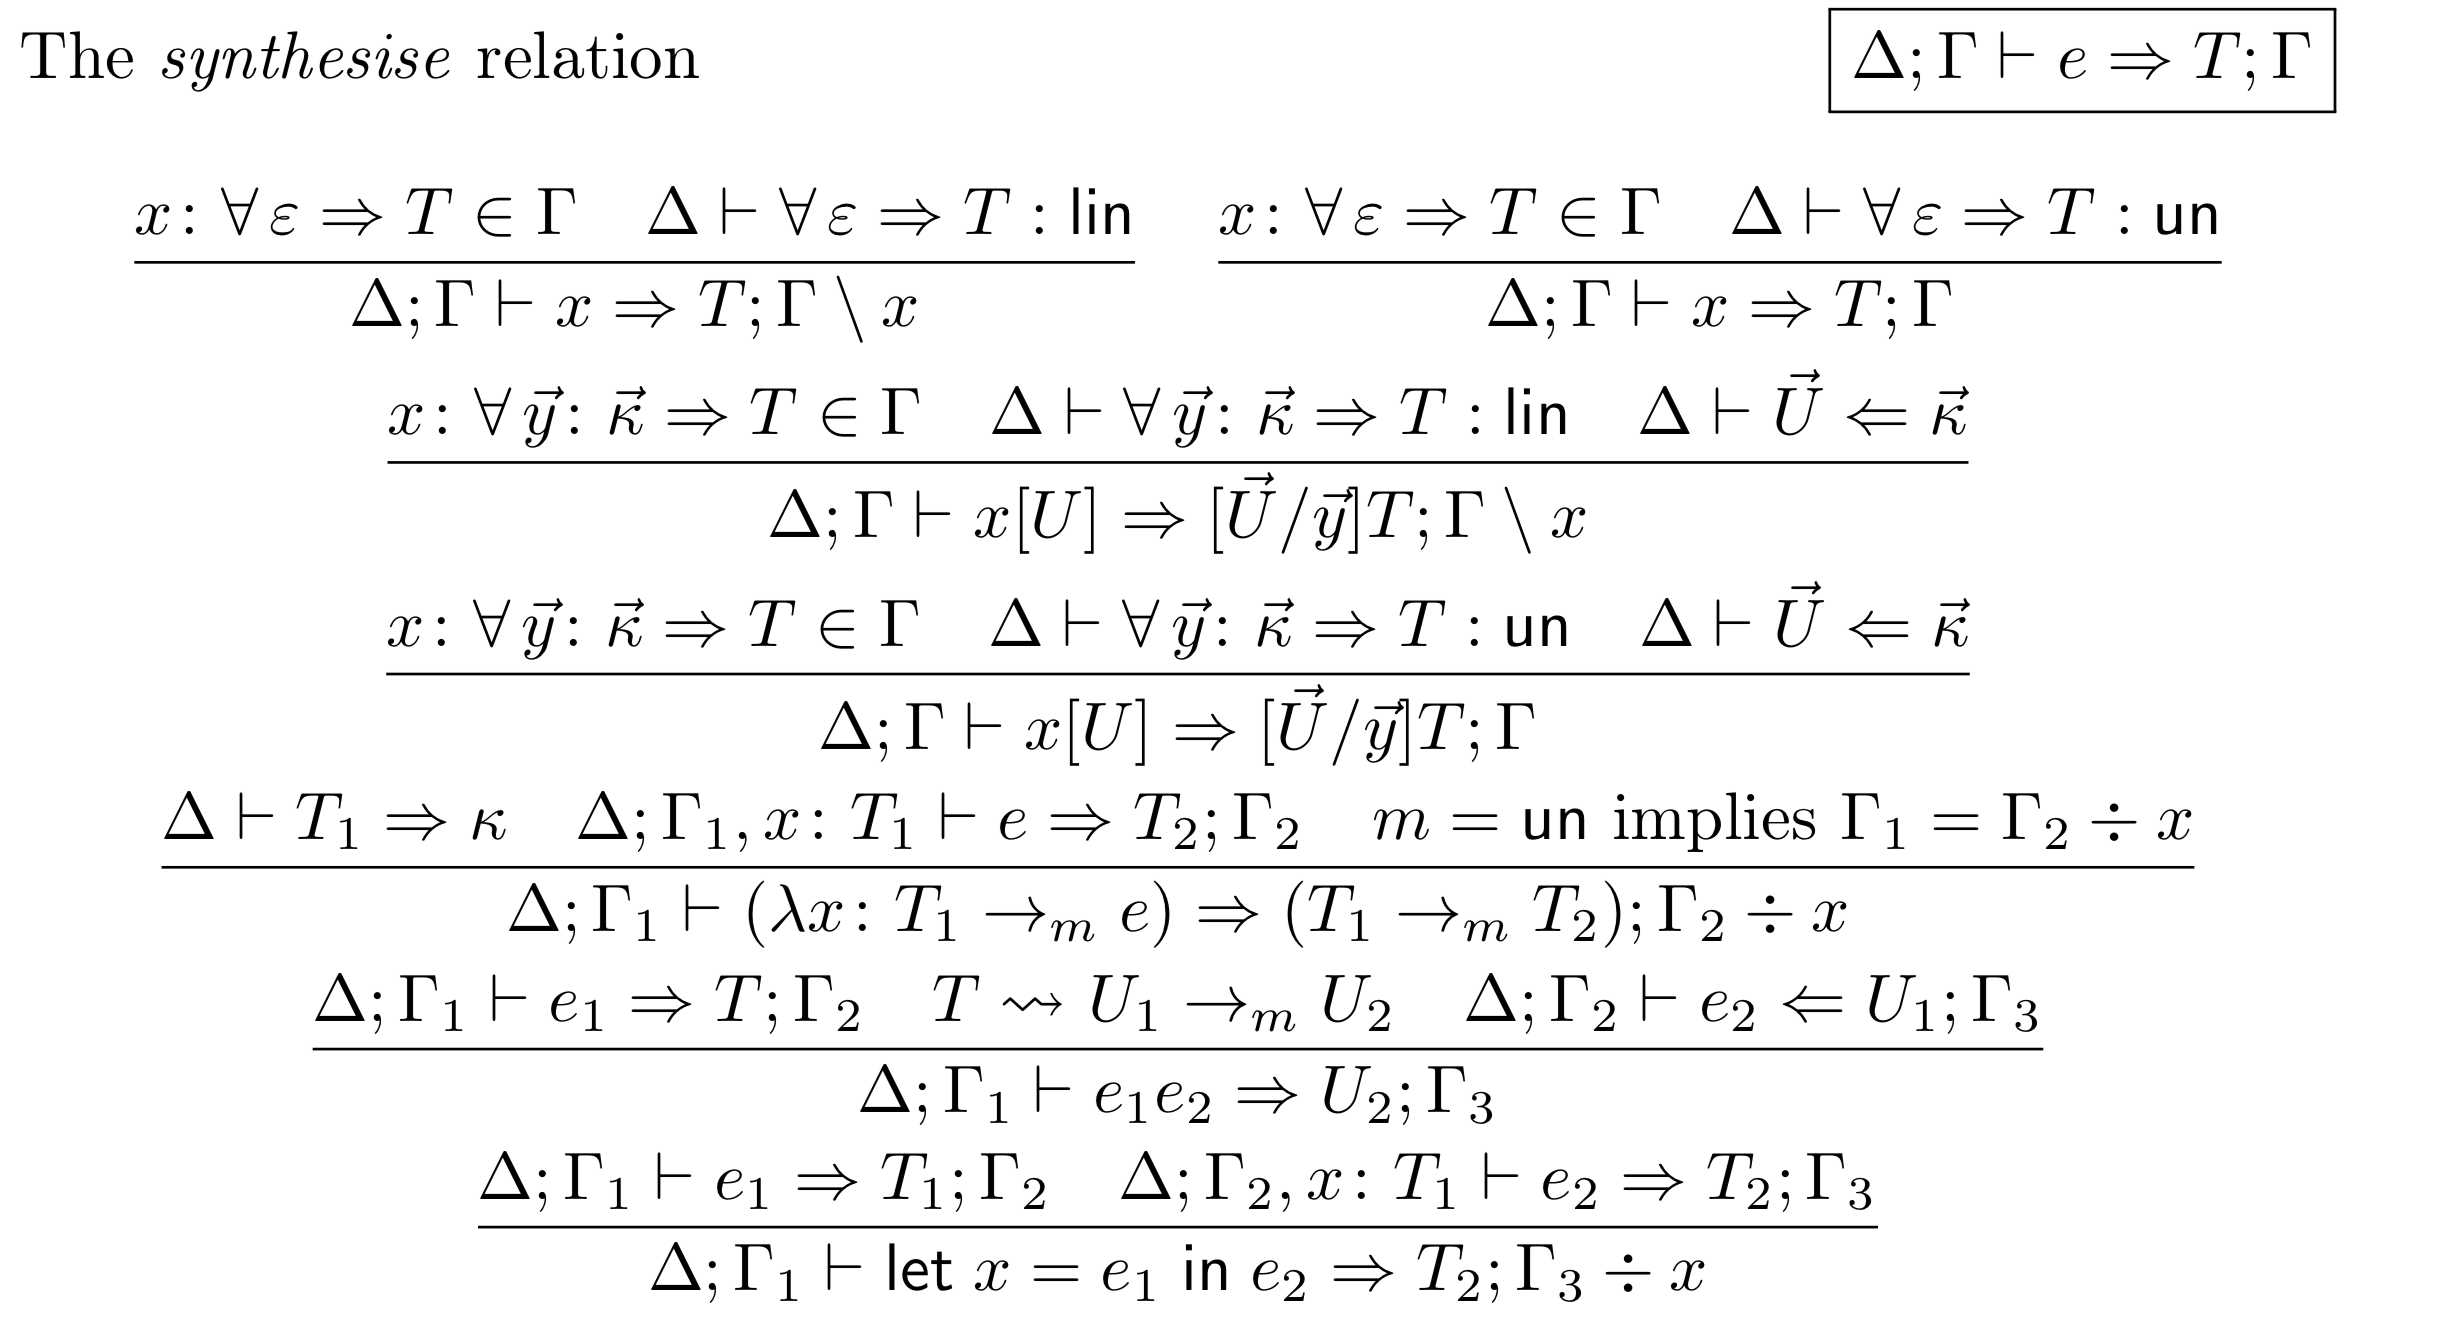 The synthesise relation Δ; Γ ⊢ e ⇒ T; Γ
x: ∀ ε ⇒ T ∈ Γ Δ ⊢ ∀ ε ⇒ T : lin x: ∀ ε ⇒ T ∈ Γ Δ ⊢ ∀ ε ⇒ T : un
Δ; Γ ⊢ x ⇒ T; Γ \ x Δ; Γ ⊢ x ⇒ T; Γ
x: ∀ y⃗: κ⃗ ⇒ T ∈ Γ Δ ⊢ ∀ y⃗: κ⃗ ⇒ T : lin Δ ⊢ U⃗ ⇐ κ⃗
Δ; Γ ⊢ x[U] ⇒ [U⃗/y⃗]T; Γ \ x
x: ∀ y⃗: κ⃗ ⇒ T ∈ Γ Δ ⊢ ∀ y⃗: κ⃗ ⇒ T : un Δ ⊢ U⃗ ⇐ κ⃗
Δ; Γ ⊢ x[U] ⇒ [U⃗/y⃗]T; Γ
Δ ⊢ T₁ ⇒ κ Δ; Γ₁, x: T₁ ⊢ e ⇒ T₂; Γ₂ m = un implies Γ₁ = Γ₂ ÷ x
Δ; Γ₁ ⊢ (λx: T₁ →ₘ e) ⇒ (T₁ →ₘ T₂); Γ₂ ÷ x
Δ; Γ₁ ⊢ e₁ ⇒ T; Γ₂ T ⇝ U₁ →ₘ U₂ Δ; Γ₂ ⊢ e₂ ⇐ U₁; Γ₃
Δ; Γ₁ ⊢ e₁e₂ ⇒ U₂; Γ₃
Δ; Γ₁ ⊢ e₁ ⇒ T₁; Γ₂ Δ; Γ₂, x: T₁ ⊢ e₂ ⇒ T₂; Γ₃
Δ; Γ₁ ⊢ let x = e₁ in e₂ ⇒ T₂; Γ₃ ÷ x